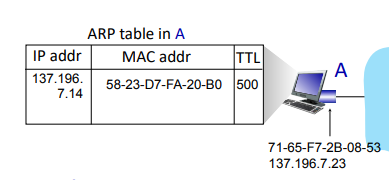 ARP table in A
IP addr MAC addr TTL
137.196.
7.14
58-23-D7-FA-20-B0 500
A
71-65-F7-2B-08-53
137.196.7.23